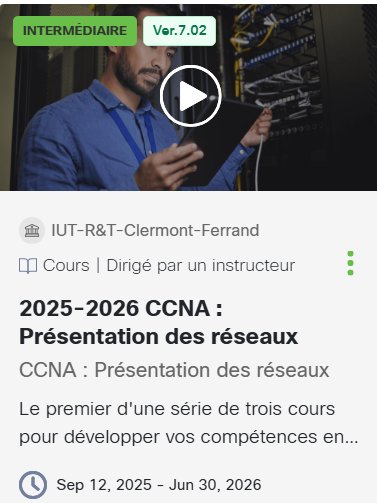 INTERMÉDIAIRE Ver.7.02
IUT-R&T-Clermont-Ferrand
Cours | Dirigé par un instructeur
2025-2026 CCNA :
Présentation des réseaux
CCNA : Présentation des réseaux
Le premier d'une série de trois cours
pour développer vos compétences en...
Sep 12, 2025 - Jun 30, 2026